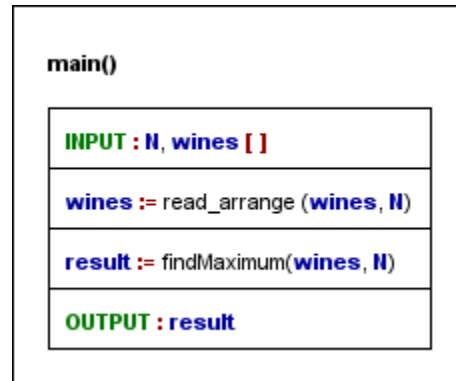 main()
INPUT : N, wines [ ]
wines := read_arrange (wines, N)
result := findMaximum(wines, N)
OUTPUT : result